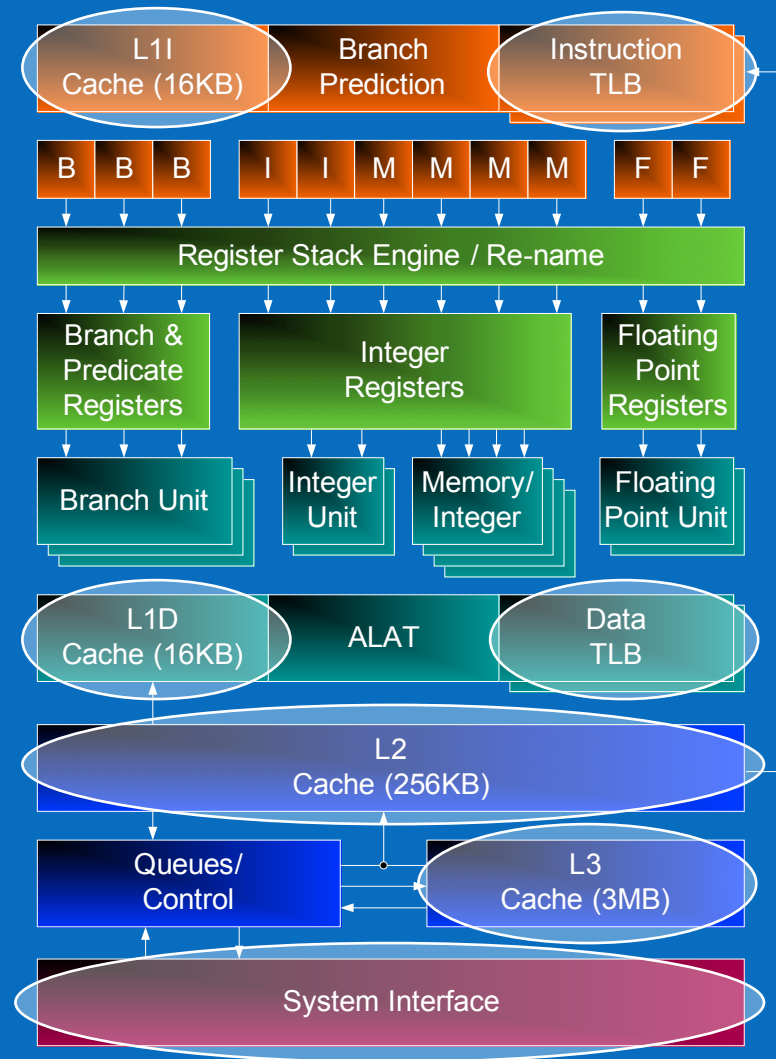 L1I
Cache (16KB)
Branch
Prediction
Instruction
TLB
B B B I I M M M M F F
Register Stack Engine / Re-name
Branch &
Predicate
Registers
Integer
Registers
Floating
Point
Registers
Branch Unit
Integer
Unit
Memory/
Integer
Floating
Point Unit
L1D
Cache (16KB)
ALAT
Data
TLB
L2
Cache (256KB)
Queues/
Control
L3
Cache (3MB)
System Interface